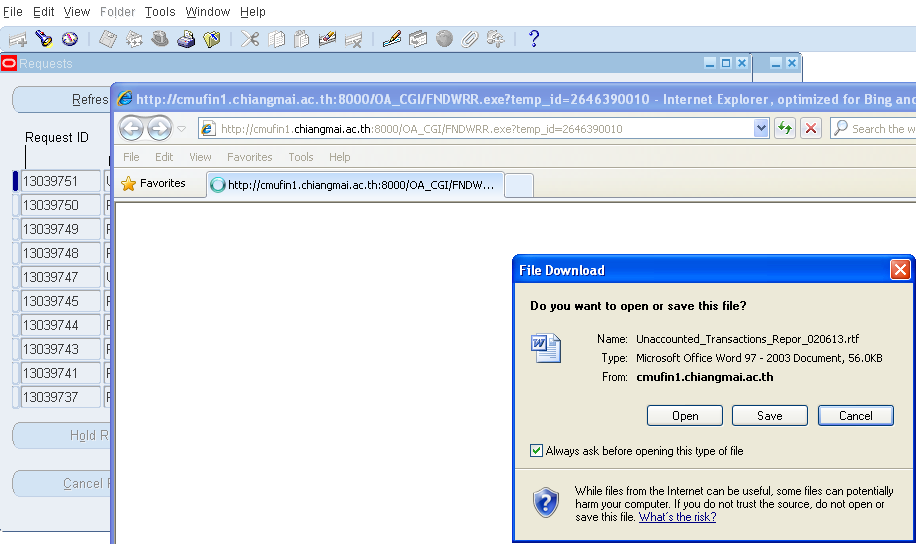 File Edit View Folder Tools Window Help
Requests
http://cmufin1.chiangmai.ac.th:8000/OA_CGI/FNDWRR.exe?temp_id=2646390010 - Internet Explorer, optimized for Bing and
Refres
http://cmufin1.chiangmai.ac.th:8000/OA_CGI/FNDWRR.exe?temp_id=2646390010
Search the w
Request ID
File Edit View Favorites Tools Help
Favorites
http://cmufin1.chiangmai.ac.th:8000/OA_CGI/FNDW...
13039751
13039750
13039749
13039748
13039747
13039745
13039744
13039743
13039741
13039737
Hold R
Cancel
File Download
Do you want to open or save this file?
Name: Unaccounted_Transactions_Repor_020613.rtf
Type: Microsoft Office Word 97 - 2003 Document, 56.0KB
From: cmufin1.chiangmai.ac.th
Open Save Cancel
Always ask before opening this type of file
While files from the Internet can be useful, some files can potentially
harm your computer. If you do not trust the source, do not open or
save this file. What's the risk?